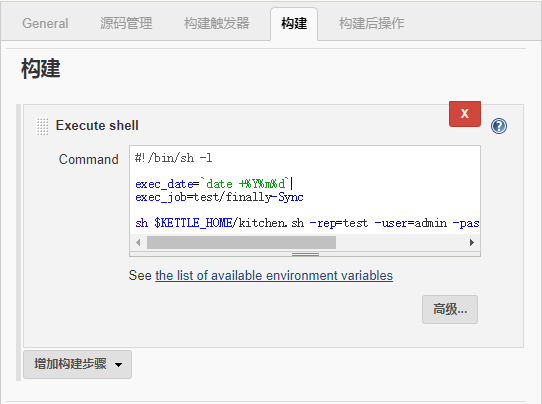 General 源码管理 构建触发器 构建 构建后操作
构建
Execute shell
X
?
Command
#!/bin/sh -l
exec_date=`date +%Y%m%d`
exec_job=test/finally-Sync
sh $KETTLE_HOME/kitchen.sh -rep=test -user=admin -pas
See the list of available environment variables
高级...
增加构建步骤